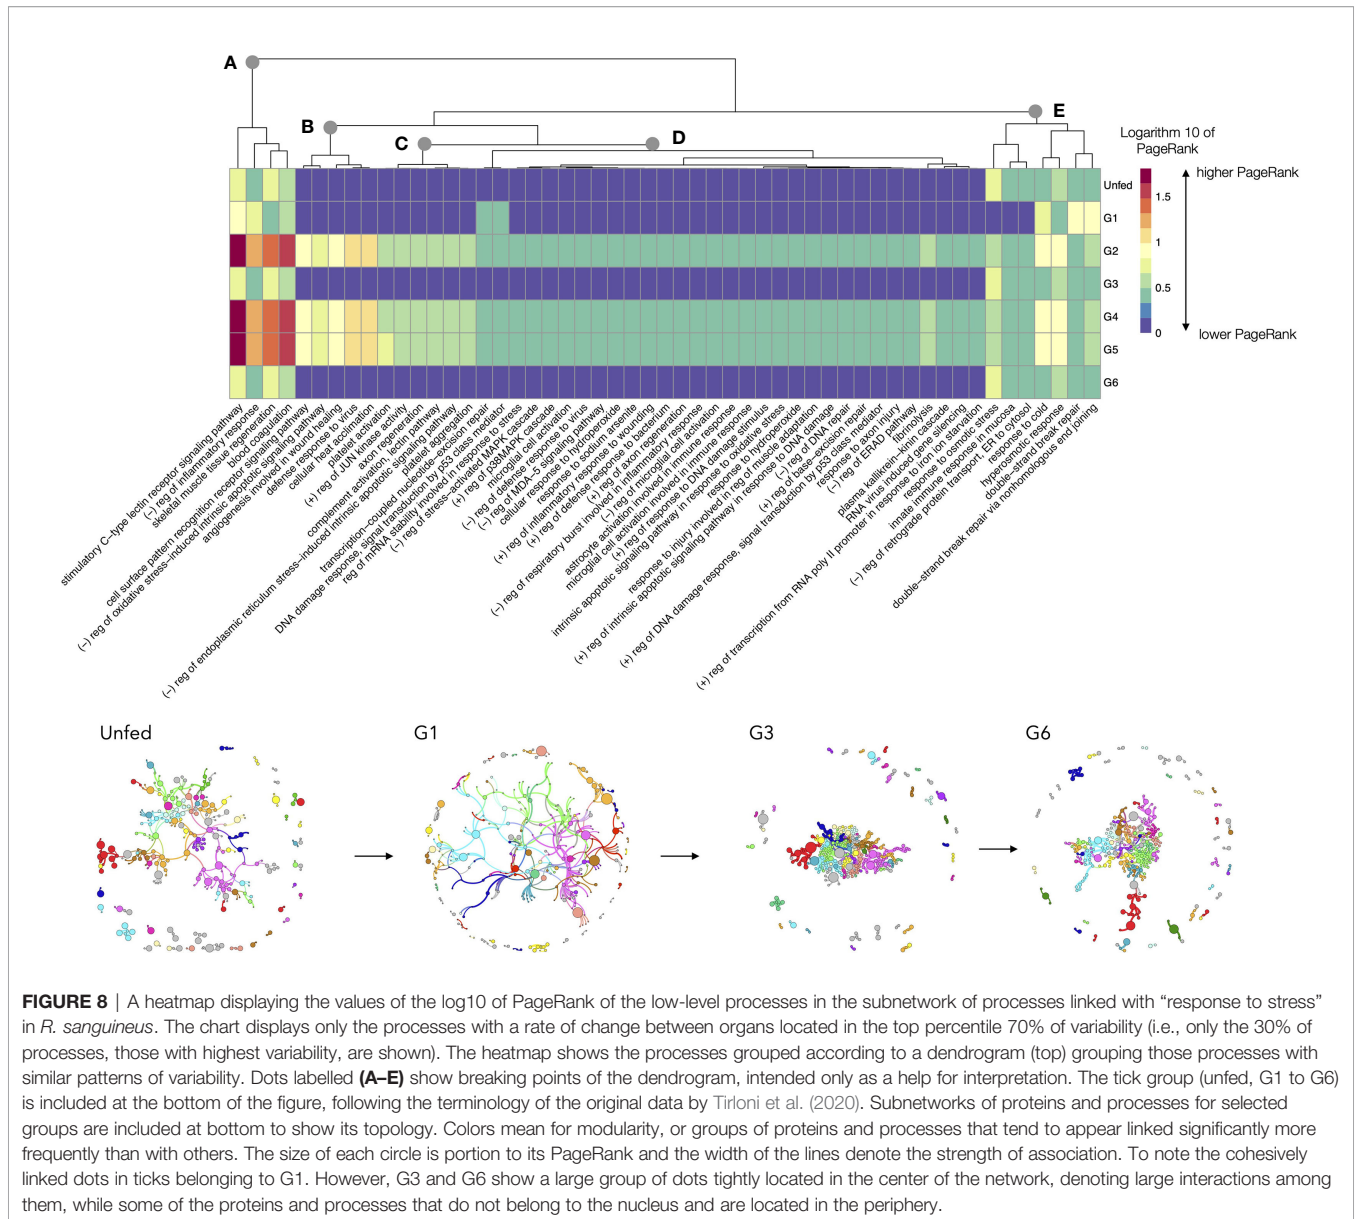 A
B
C
D
E
Logarithm 10 of
PageRank
higher PageRank
1.5
1
0.5
0
lower PageRank
Unfed
G1
G2
G3
G4
G5
G6
stimulatory C−type lectin receptor signaling pathway
(−) reg of inflammatory response
skeletal muscle tissue regeneration
blood coagulation
cell surface pattern recognition receptor signaling pathway
(−) reg of oxidative stress−induced intrinsic apoptotic signaling pathway
angiogenesis involved in wound healing
defense response to virus
cellular heat acclimation
platelet activation
(+) reg of JUN kinase activity
axon regeneration
complement activation, lectin pathway
(−) reg of endoplasmic reticulum stress−induced intrinsic apoptotic signaling pathway
platelet aggregation
transcription−coupled nucleotide−excision repair
DNA damage response, signal transduction by p53 class mediator
reg of mRNA stability involved in response to stress
(−) reg of stress−activated MAPK cascade
(+) reg of p38MAPK cascade
microglial cell activation
(−) reg of defense response to virus
(−) reg of MDA−5 signaling pathway
cellular response to hydroperoxide
response to sodium arsenite
(+) reg of inflammatory response to wounding
(+) reg of defense response to bacterium
(+) reg of axon regeneration
(−) reg of respiratory burst involved in inflammatory response
(−) reg of microglial cell activation
astrocyte activation involved in immune response
microglial cell activation involved in immune response
(+) reg of response to DNA damage stimulus
intrinsic apoptotic signaling pathway in response to oxidative stress
response to hydroperoxide
response to injury involved in reg of muscle adaptation
(+) reg of intrinsic apoptotic signaling pathway in response to DNA damage
(−) reg of DNA repair
(+) reg of base−excision repair
(+) reg of DNA damage response, signal transduction by p53 class mediator
response to axon injury
(−) reg of ERAD pathway
fibrinolysis
plasma kallikrein−kinin cascade
RNA virus induced gene silencing
(+) reg of transcription from RNA poly II promoter in response to iron starvation
response to osmotic stress
innate immune response in mucosa
(−) reg of retrograde protein transport, ER to cytosol
response to cold
hyperosmotic response
double−strand break repair
double−strand break repair via nonhomologous end joining
Unfed
G1
G3
G6
FIGURE 8 | A heatmap displaying the values of the log10 of PageRank of the low-level processes in the subnetwork of processes linked with “response to stress”
in R. sanguineus. The chart displays only the processes with a rate of change between organs located in the top percentile 70% of variability (i.e., only the 30% of
processes, those with highest variability, are shown). The heatmap shows the processes grouped according to a dendrogram (top) grouping those processes with
similar patterns of variability. Dots labelled (A–E) show breaking points of the dendrogram, intended only as a help for interpretation. The tick group (unfed, G1 to G6)
is included at the bottom of the figure, following the terminology of the original data by Tirloni et al. (2020). Subnetworks of proteins and processes for selected
groups are included at bottom to show its topology. Colors mean for modularity, or groups of proteins and processes that tend to appear linked significantly more
frequently than with others. The size of each circle is portion to its PageRank and the width of the lines denote the strength of association. To note the cohesively
linked dots in ticks belonging to G1. However, G3 and G6 show a large group of dots tightly located in the center of the network, denoting large interactions among
them, while some of the proteins and processes that do not belong to the nucleus and are located in the periphery.